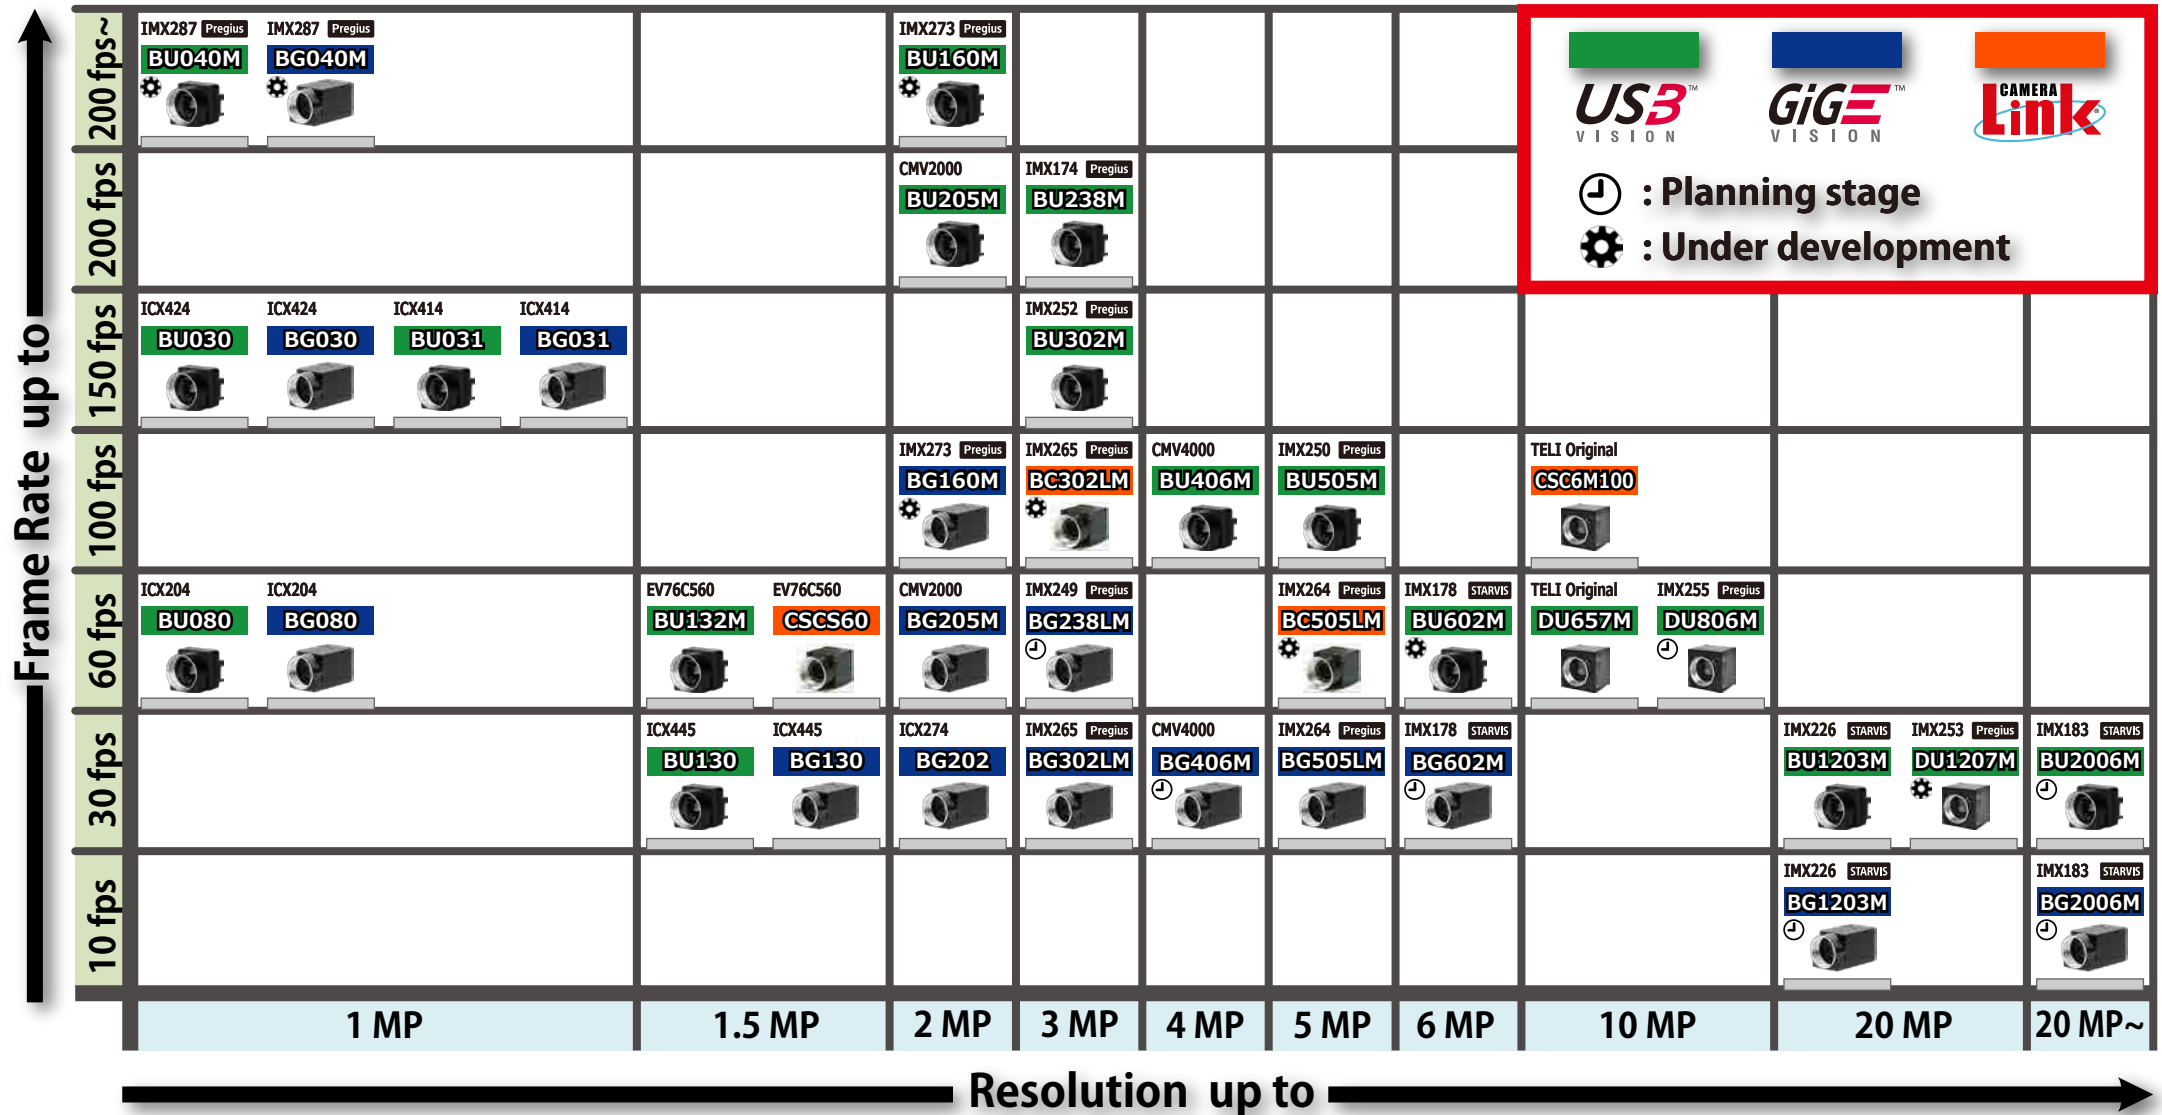 Frame Rate up to
200 fps~
IMX287 Pregius
BU040M
IMX287 Pregius
BG040M
IMX273 Pregius
BU160M
USB3™
VISION
GiGE™
VISION
CAMERA
Link
: Planning stage
: Under development
200 fps
CMV2000
BU205M
IMX174 Pregius
BU238M
150 fps
ICX424
BU030
ICX424
BG030
ICX414
BU031
ICX414
BG031
IMX252 Pregius
BU302M
100 fps
IMX273 Pregius
BG160M
IMX265 Pregius
BC302LM
CMV4000
BU406M
IMX250 Pregius
BU505M
TELI Original
CSC6M100
60 fps
ICX204
BU080
ICX204
BG080
EV76C560
BU132M
EV76C560
CSCS60
CMV2000
BG205M
IMX249 Pregius
BG238LM
IMX264 Pregius
BC505LM
IMX178 STARVIS
BU602M
TELI Original
DU657M
IMX255 Pregius
DU806M
30 fps
ICX445
BU130
ICX445
BG130
ICX274
BG202
IMX265 Pregius
BG302LM
CMV4000
BG406M
IMX264 Pregius
BG505LM
IMX178 STARVIS
BG602M
IMX226 STARVIS
BU1203M
IMX253 Pregius
DU1207M
IMX183 STARVIS
BU2006M
10 fps
IMX226 STARVIS
BG1203M
IMX183 STARVIS
BG2006M
1 MP
1.5 MP
2 MP
3 MP
4 MP
5 MP
6 MP
10 MP
20 MP
20 MP~
Resolution up to